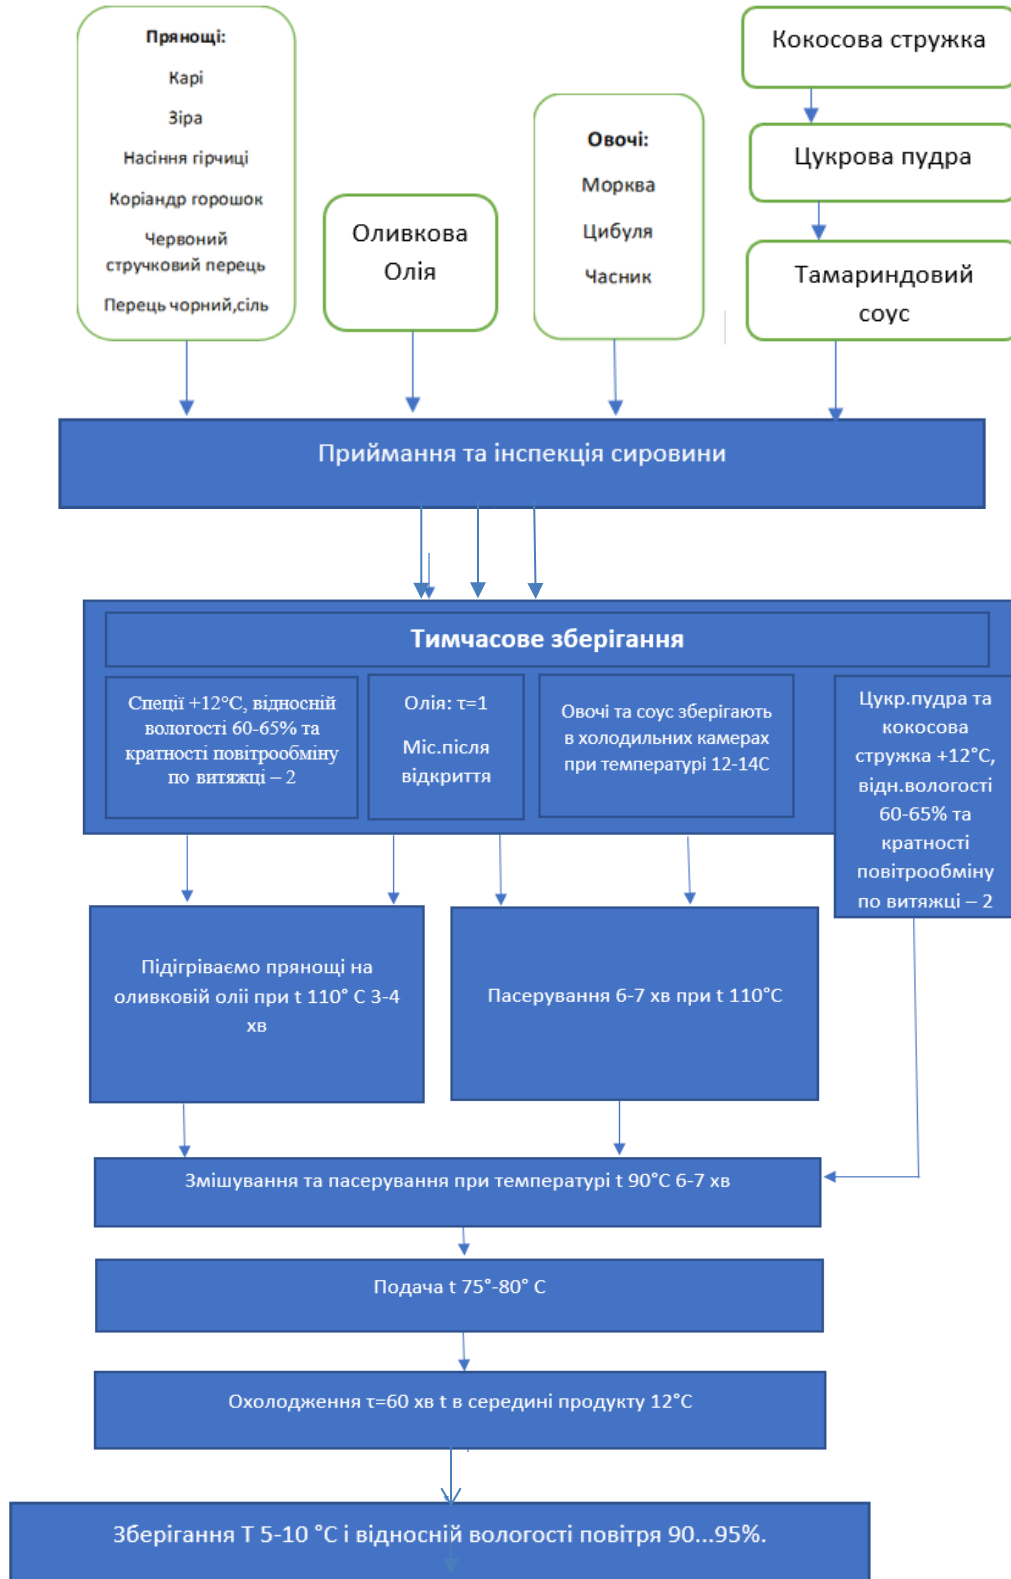 Прянощі:
Карі
Зіра
Насіння гірчиці
Коріандр горошок
Червоний
стручковий перець
Перець чорний,сіль
Оливкова
Олія
Овочі:
Морква
Цибуля
Часник
Кокосова стружка
Цукрова пудра
Тамариндовий
соус
Приймання та інспекція сировини
Тимчасове зберігання
Спеції +12°С, відносній
вологості 60-65% та
кратності повітрообміну
по витяжці – 2
Олія: τ=1
Міс.після
відкриття
Овочі та соус зберігають
в холодильних камерах
при температурі 12-14С
Цукр.пудра та
кокосова
стружка +12°С,
відн.вологості
60-65% та
кратності
повітрообміну
по витяжці – 2
Підігріваємо прянощі на
оливковій олії при t 110° С 3-4
хв
Пасерування 6-7 хв при t 110°С
Змішування та пасерування при температурі t 90°С 6-7 хв
Подача t 75°-80° С
Охолодження τ=60 хв t в середині продукту 12°С
Зберігання Т 5-10 °С і відносній вологості повітря 90...95%.